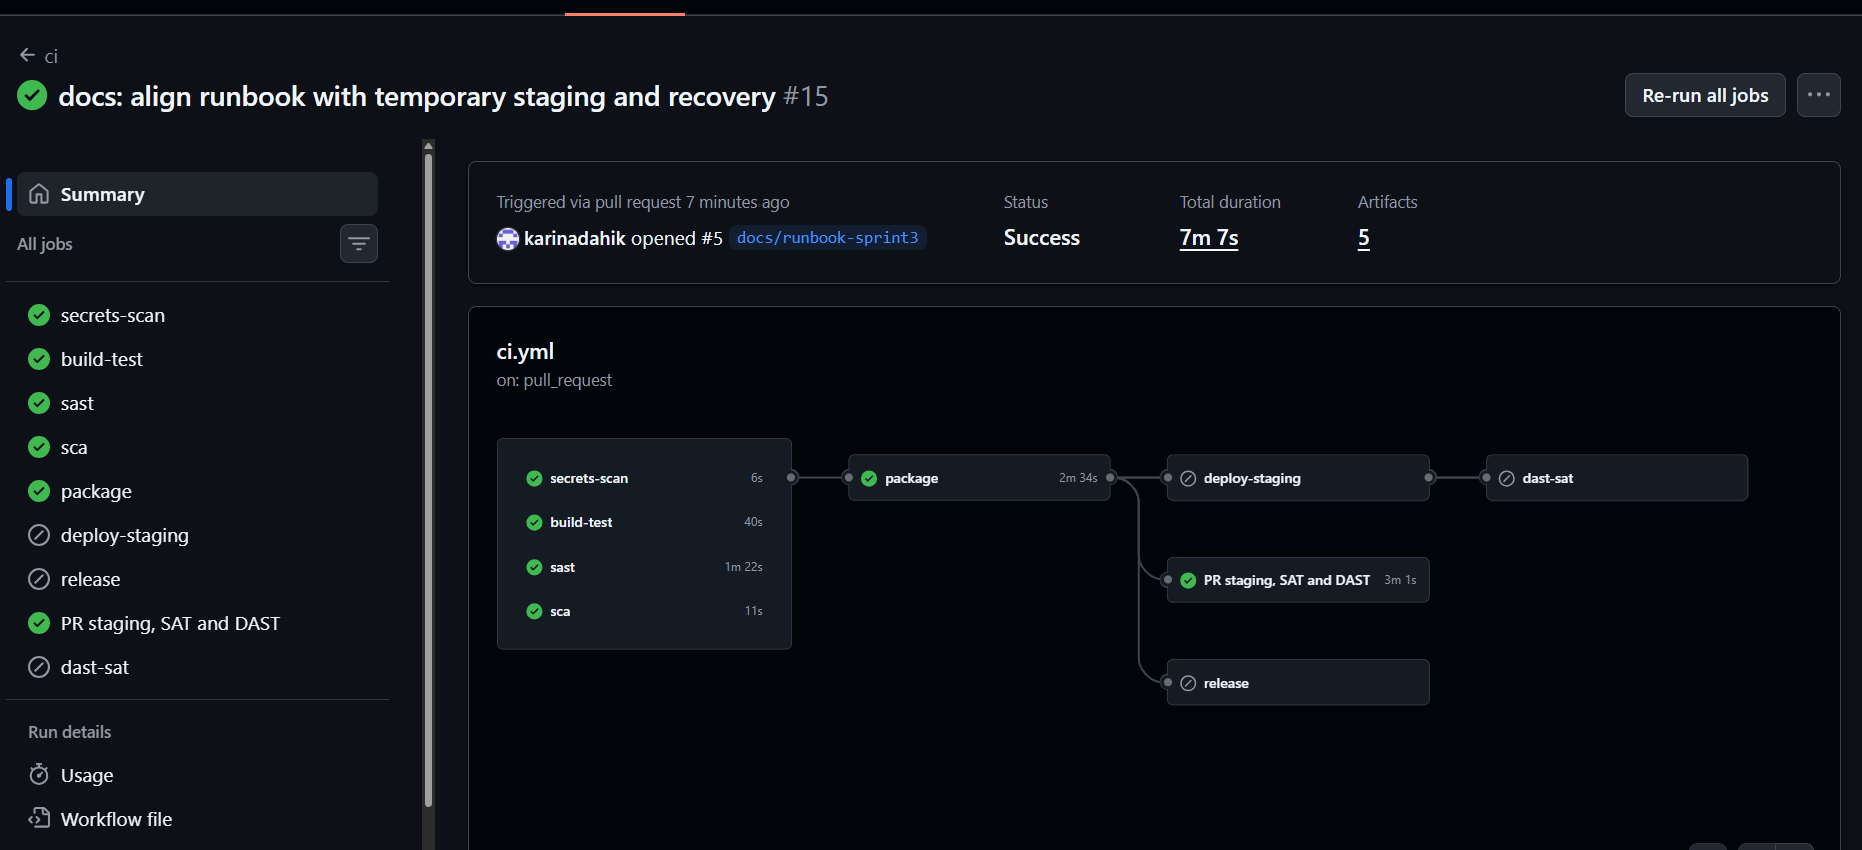 ci
docs: align runbook with temporary staging and recovery #15
Re-run all jobs
Summary
All jobs
secrets-scan
build-test
sast
sca
package
deploy-staging
release
PR staging, SAT and DAST
dast-sat
Run details
Usage
Workflow file
Triggered via pull request 7 minutes ago
karinadahik opened #5 docs/runbook-sprint3
Status
Success
Total duration
7m 7s
Artifacts
5
ci.yml
on: pull_request
secrets-scan 6s
build-test 40s
sast 1m 22s
sca 11s
package 2m 34s
deploy-staging
dast-sat
PR staging, SAT and DAST 3m 1s
release